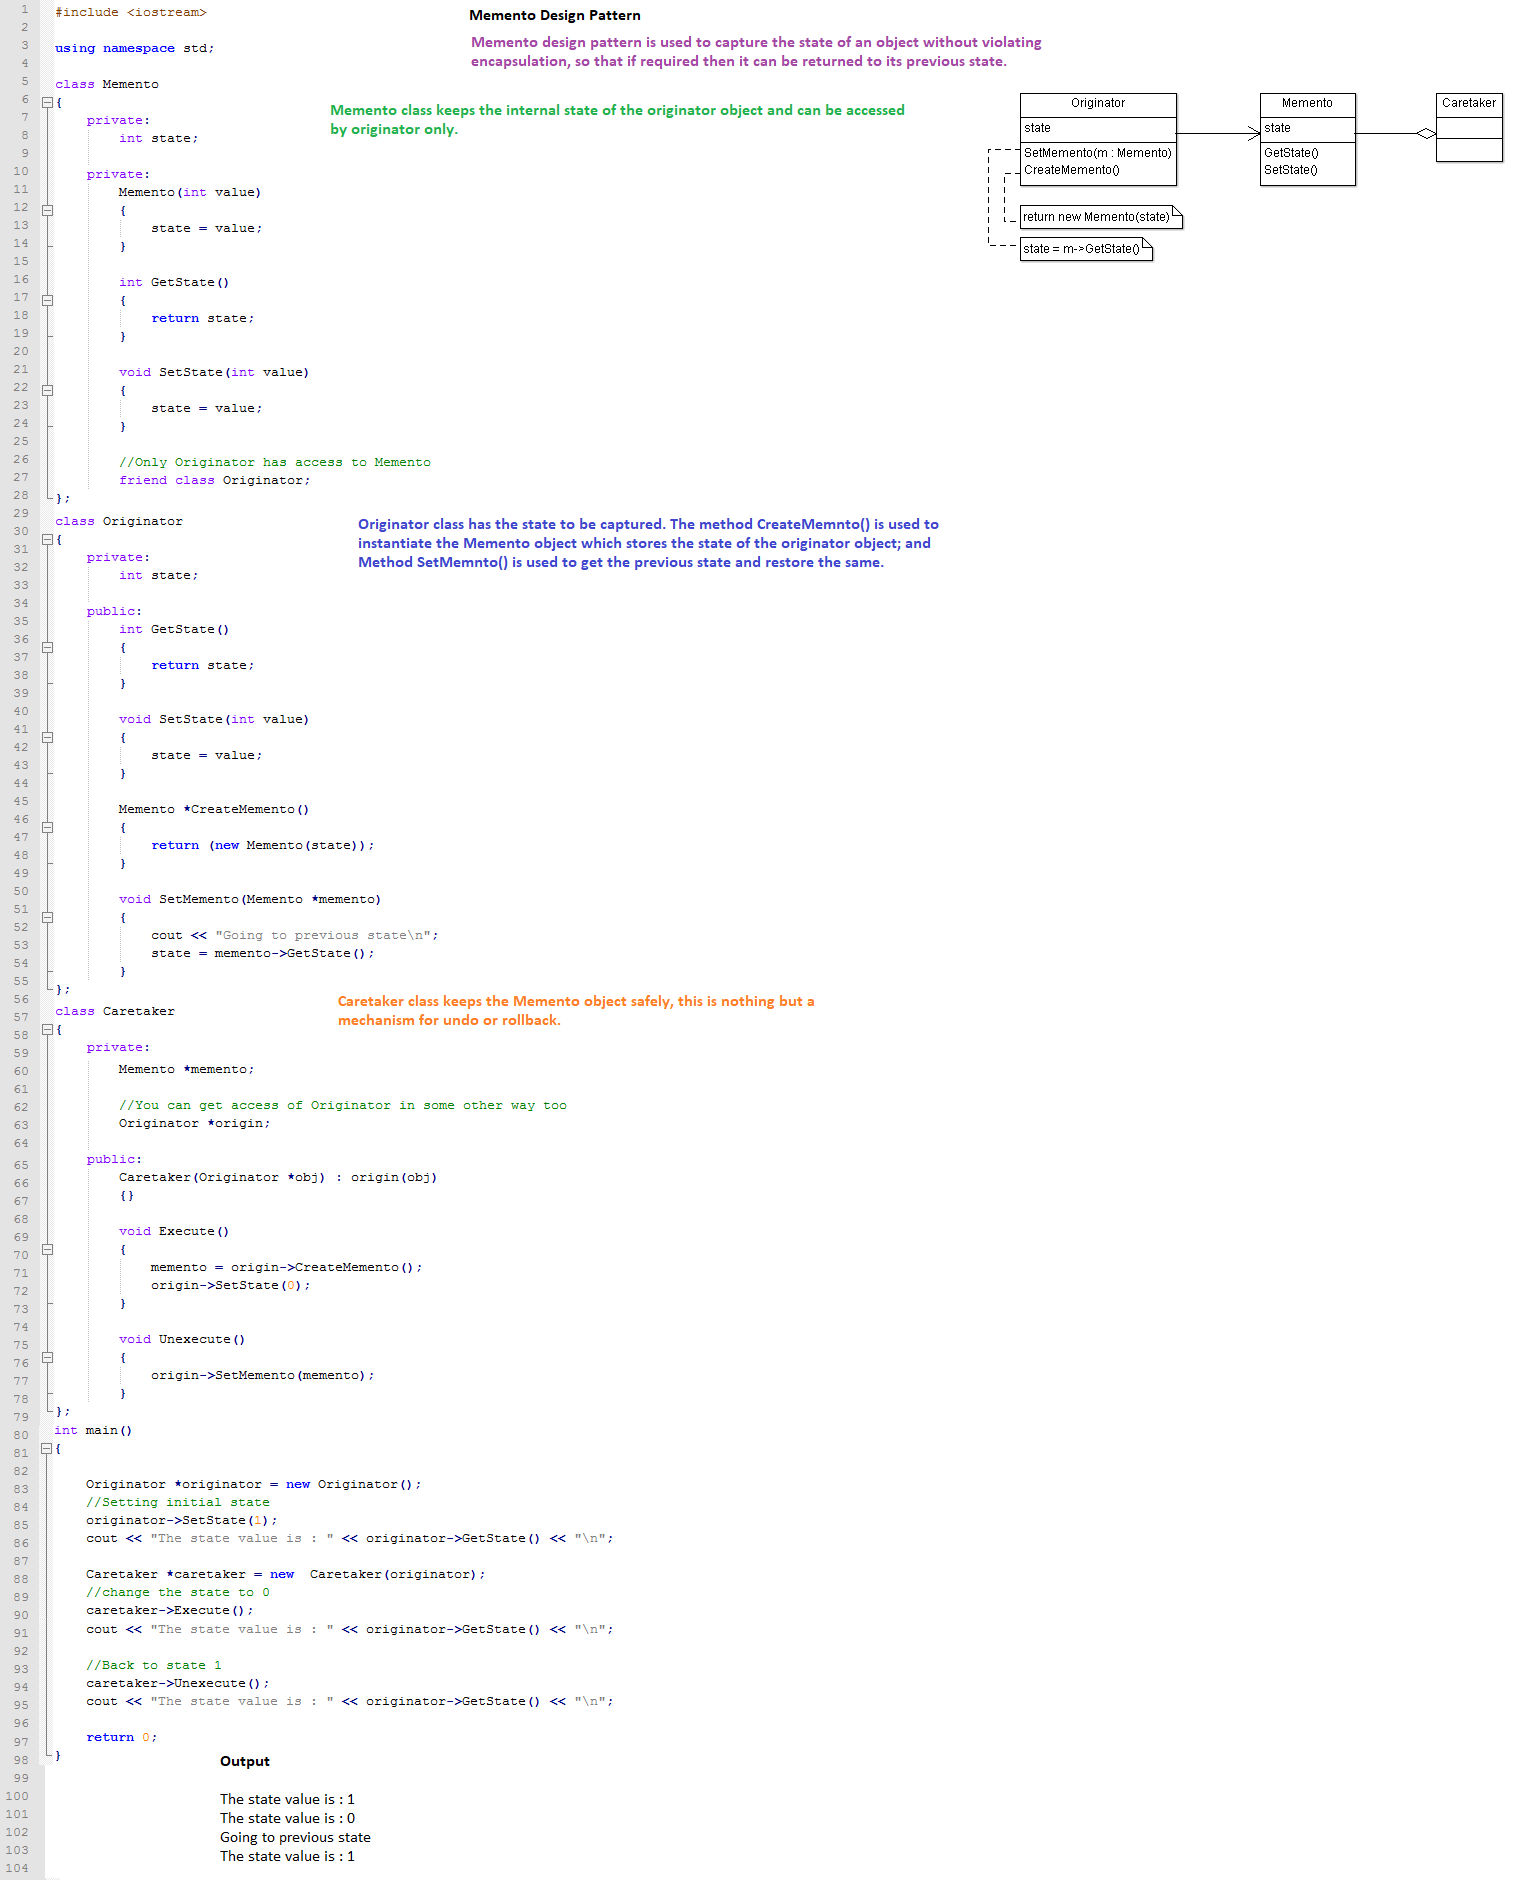 Memento Design Pattern
Memento design pattern is used to capture the state of an object without violating
encapsulation, so that if required then it can be returned to its previous state.
1 #include <iostream>
2
3 using namespace std;
4
5 class Memento
6 {
Memento class keeps the internal state of the originator object and can be accessed
by originator only.
7 private:
8 int state;
9
10 private:
11 Memento(int value)
12 {
13 state = value;
14 }
15
16 int GetState()
17 {
18 return state;
19 }
20
21 void SetState(int value)
22 {
23 state = value;
24 }
25
26 //Only Originator has access to Memento
27 friend class Originator;
28 };
Originator
state
SetMemento(m : Memento)
CreateMemento()
return new Memento(state)
state = m->GetState()
Memento
state
GetState()
SetState()
Caretaker
29
30 class Originator
31 {
Originator class has the state to be captured. The method CreateMemnto() is used to
instantiate the Memento object which stores the state of the originator object; and
Method SetMemnto() is used to get the previous state and restore the same.
32 private:
33 int state;
34
35 public:
36 int GetState()
37 {
38 return state;
39 }
40
41 void SetState(int value)
42 {
43 state = value;
44 }
45
46 Memento *CreateMemento()
47 {
48 return (new Memento(state));
49 }
50
51 void SetMemento(Memento *memento)
52 {
53 cout << "Going to previous state\n";
54 state = memento->GetState();
55 }
56 };
57 class Caretaker
58 {
Caretaker class keeps the Memento object safely, this is nothing but a
mechanism for undo or rollback.
59 private:
60 Memento *memento;
61
62 //You can get access of Originator in some other way too
63 Originator *origin;
64
65 public:
66 Caretaker(Originator *obj) : origin(obj)
67 {}
68
69 void Execute()
70 {
71 memento = origin->CreateMemento();
72 origin->SetState(0);
73 }
74
75 void Unexecute()
76 {
77 origin->SetMemento(memento);
78 }
79 };
80 int main()
81 {
82
83 Originator *originator = new Originator();
84 //Setting initial state
85 originator->SetState(1);
86 cout << "The state value is : " << originator->GetState() << "\n";
87
88 Caretaker *caretaker = new  Caretaker(originator);
89 //change the state to 0
90 caretaker->Execute();
91 cout << "The state value is : " << originator->GetState() << "\n";
92
93 //Back to state 1
94 caretaker->Unexecute();
95 cout << "The state value is : " << originator->GetState() << "\n";
96
97 return 0;
98 }
Output
99
100 The state value is : 1
101 The state value is : 0
102 Going to previous state
103 The state value is : 1
104